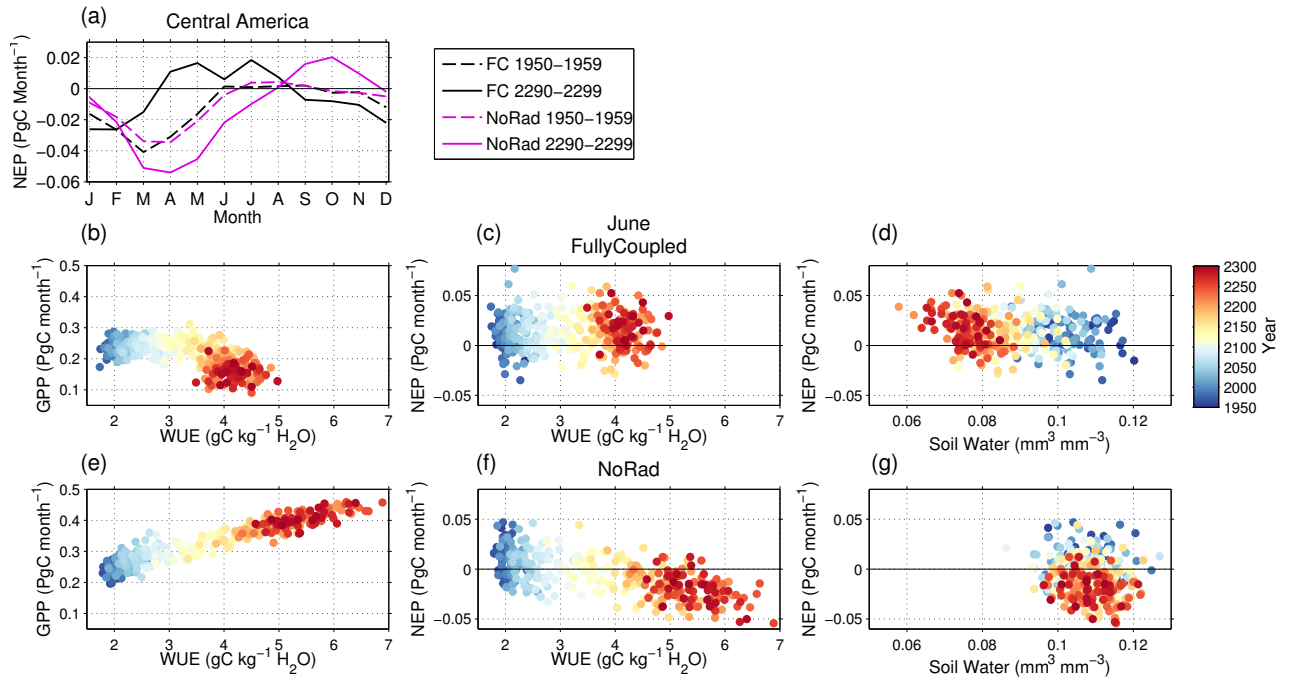 (a)
Central America
NEP (PgC Month−1)
0.02
0
−0.02
−0.04
−0.06
J F M A M J J A S O N D
Month
FC 1950−1959
FC 2290−2299
NoRad 1950−1959
NoRad 2290−2299
June
FullyCoupled
(b)
GPP (PgC month−1)
0.5
0.4
0.3
0.2
0.1
2 3 4 5 6 7
WUE (gC kg−1 H2O)
(c)
NEP (PgC month−1)
0.05
0
−0.05
2 3 4 5 6 7
WUE (gC kg−1 H2O)
(d)
NEP (PgC month−1)
0.05
0
−0.05
0.06 0.08 0.1 0.12
Soil Water (mm3 mm−3)
2300
2250
2200
2150
2100
2050
2000
1950
Year
(e)
GPP (PgC month−1)
0.5
0.4
0.3
0.2
0.1
2 3 4 5 6 7
WUE (gC kg−1 H2O)
(f)
NoRad
NEP (PgC month−1)
0.05
0
−0.05
2 3 4 5 6 7
WUE (gC kg−1 H2O)
(g)
NEP (PgC month−1)
0.05
0
−0.05
0.06 0.08 0.1 0.12
Soil Water (mm3 mm−3)